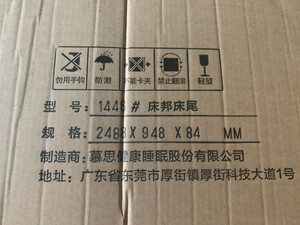 勿用手钩 防潮 不能卡夹 禁止翻滚 轻放
型号: 1446# 床邦床尾
规格: 2488 X 948 X 84 MM
制造商: 慕思健康睡眠股份有限公司
地址: 广东省东莞市厚街镇厚街科技大道1号